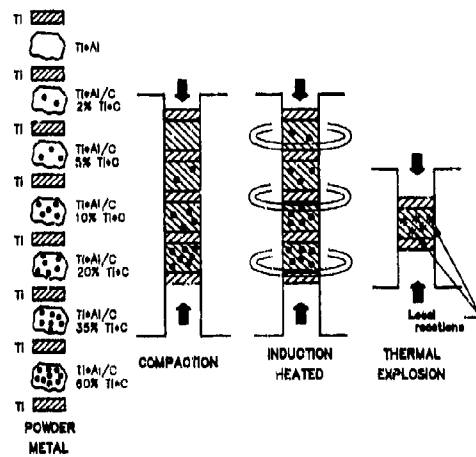 TI
TI+Al
TI
TI+Al/C
2% TI+C
TI
TI+Al/C
5% TI+C
TI
TI+Al/C
10% TI+C
TI
TI+Al/C
20% TI+C
TI
TI+Al/C
35% TI+C
TI
TI+Al/C
60% TI+C
TI
POWDER
METAL
COMPACTION
INDUCTION
HEATED
Local
reactions
THERMAL
EXPLOSION